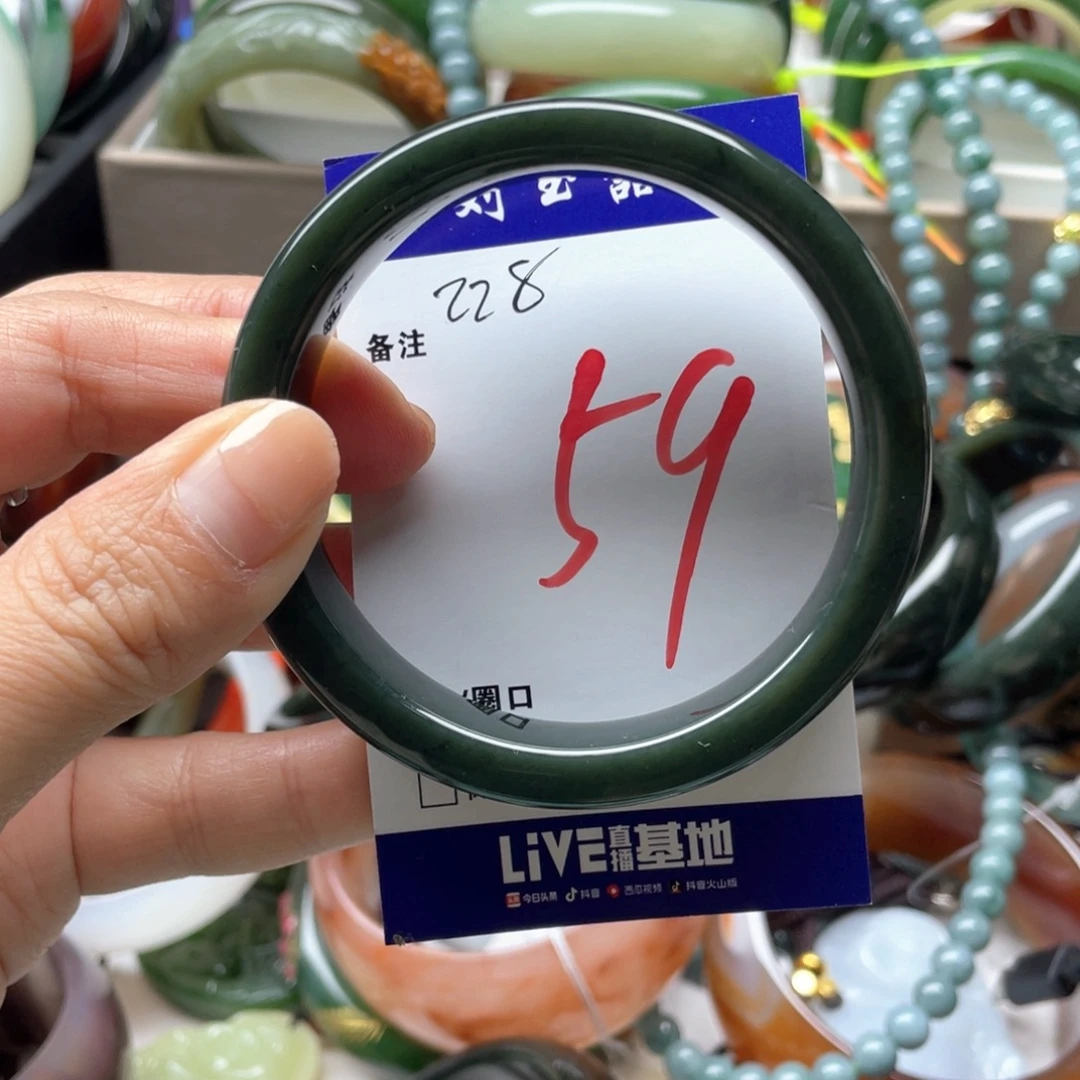 228
备注
59
圈口
LiVE直播基地
今日头条 抖音 西瓜视频 抖音火山版